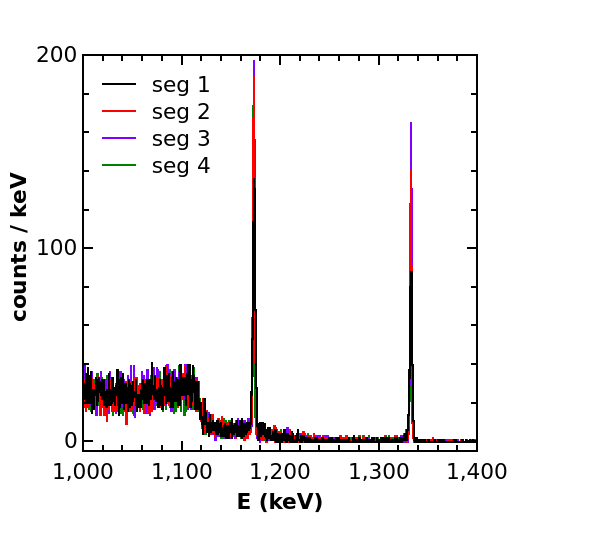 200
seg 1
seg 2
seg 3
seg 4
counts / keV
100
0
1,000 1,100 1,200 1,300 1,400
E (keV)